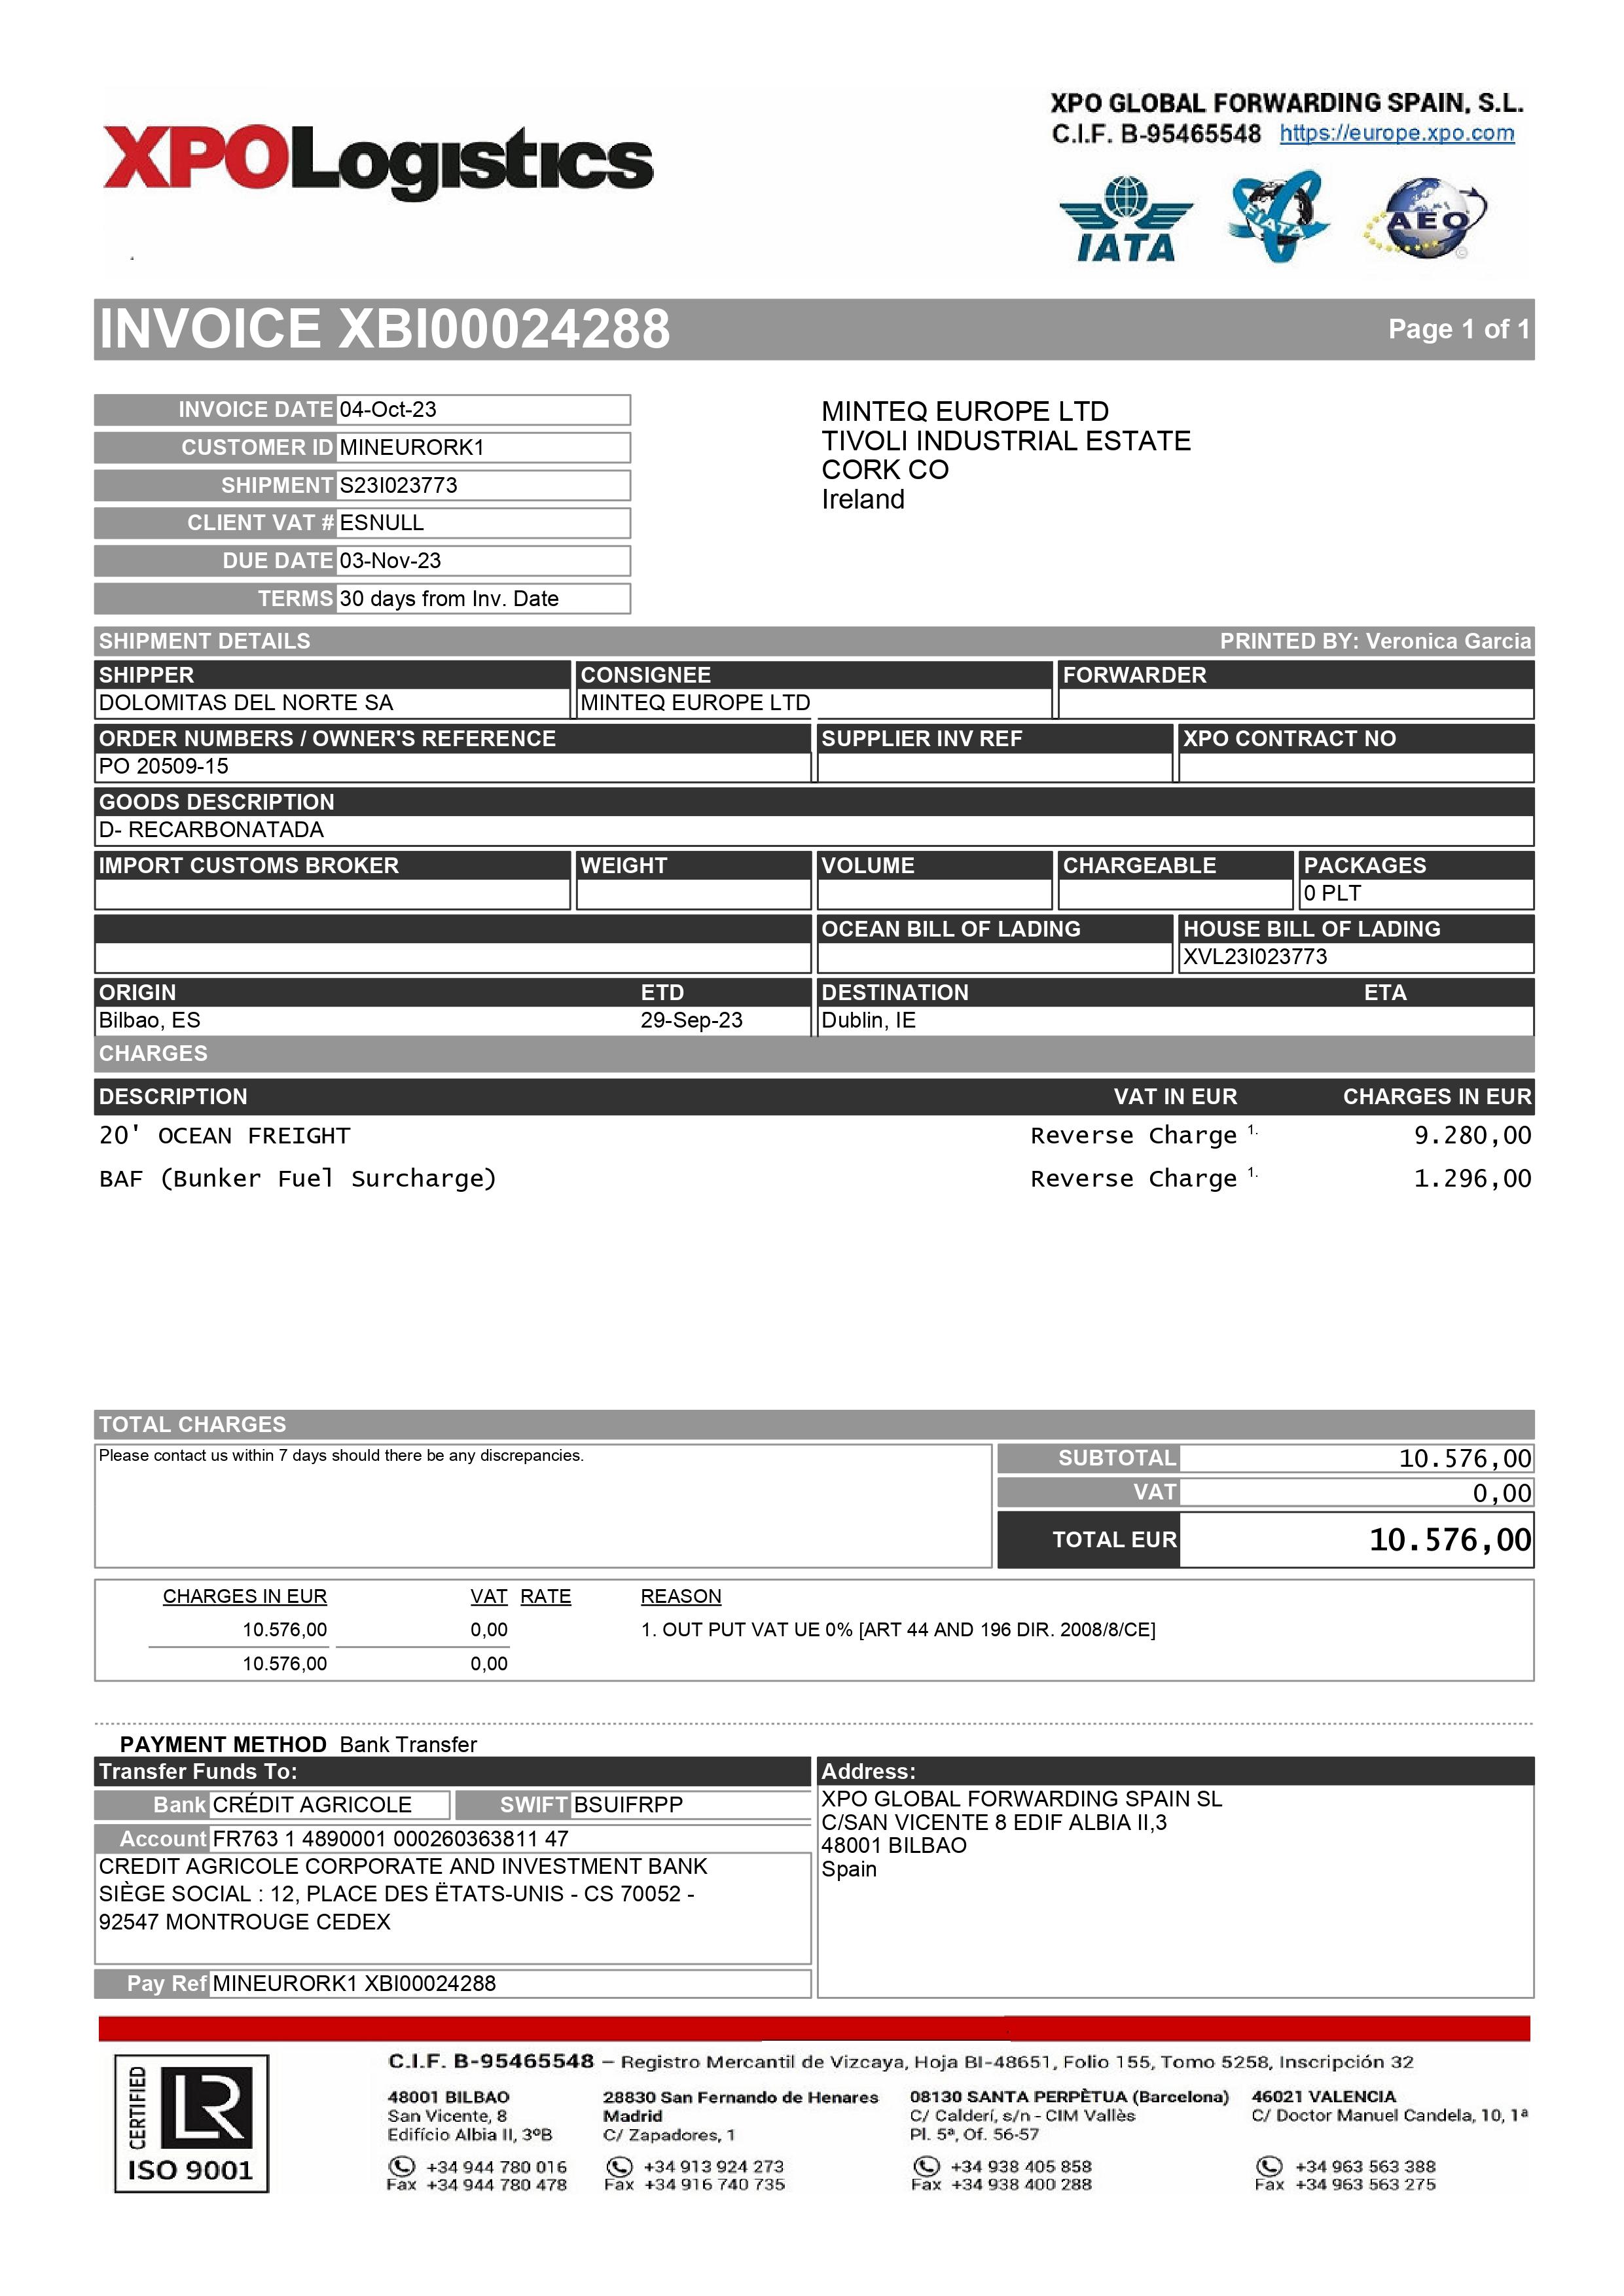 XPOLogistics
XPO GLOBAL FORWARDING SPAIN, S.L.
C.I.F. B-95465548 https://europe.xpo.com
IATA
FIATA
AEO
©
INVOICE XBI00024288
Page 1 of 1
INVOICE DATE 04-Oct-23
CUSTOMER ID MINEURORK1
SHIPMENT S23I023773
CLIENT VAT # ESNULL
DUE DATE 03-Nov-23
TERMS 30 days from Inv. Date
MINTEQ EUROPE LTD
TIVOLI INDUSTRIAL ESTATE
CORK CO
Ireland
SHIPMENT DETAILS PRINTED BY: Veronica Garcia
SHIPPER CONSIGNEE FORWARDER
DOLOMITAS DEL NORTE SA MINTEQ EUROPE LTD
ORDER NUMBERS / OWNER'S REFERENCE SUPPLIER INV REF XPO CONTRACT NO
PO 20509-15
GOODS DESCRIPTION
D- RECARBONATADA
IMPORT CUSTOMS BROKER WEIGHT VOLUME CHARGEABLE PACKAGES
0 PLT
OCEAN BILL OF LADING HOUSE BILL OF LADING
XVL23I023773
ORIGIN ETD DESTINATION ETA
Bilbao, ES 29-Sep-23 Dublin, IE
CHARGES
DESCRIPTION VAT IN EUR CHARGES IN EUR
20' OCEAN FREIGHT Reverse Charge 1. 9.280,00
BAF (Bunker Fuel Surcharge) Reverse Charge 1. 1.296,00
TOTAL CHARGES
Please contact us within 7 days should there be any discrepancies.
SUBTOTAL 10.576,00
VAT 0,00
TOTAL EUR 10.576,00
CHARGES IN EUR VAT RATE REASON
10.576,00 0,00 1. OUT PUT VAT UE 0% [ART 44 AND 196 DIR. 2008/8/CE]
10.576,00 0,00
PAYMENT METHOD Bank Transfer
Transfer Funds To:
Bank CRÉDIT AGRICOLE SWIFT BSUIFRPP
Account FR763 1 4890001 000260363811 47
CREDIT AGRICOLE CORPORATE AND INVESTMENT BANK
SIÈGE SOCIAL : 12, PLACE DES ËTATS-UNIS - CS 70052 -
92547 MONTROUGE CEDEX
Pay Ref MINEURORK1 XBI00024288
Address:
XPO GLOBAL FORWARDING SPAIN SL
C/SAN VICENTE 8 EDIF ALBIA II,3
48001 BILBAO
Spain
CERTIFIED
LR
ISO 9001
C.I.F. B-95465548 – Registro Mercantil de Vizcaya, Hoja BI-48651, Folio 155, Tomo 5258, Inscripción 32
48001 BILBAO
San Vicente, 8
Edifício Albia II, 3ºB
+34 944 780 016
Fax +34 944 780 478
28830 San Fernando de Henares
Madrid
C/ Zapadores, 1
+34 913 924 273
Fax +34 916 740 735
08130 SANTA PERPÈTUA (Barcelona)
C/ Calderí, s/n - CIM Vallès
Pl. 5ª, Of. 56-57
+34 938 405 858
Fax +34 938 400 288
46021 VALENCIA
C/ Doctor Manuel Candela, 10, 1ª
+34 963 563 388
Fax +34 963 563 275